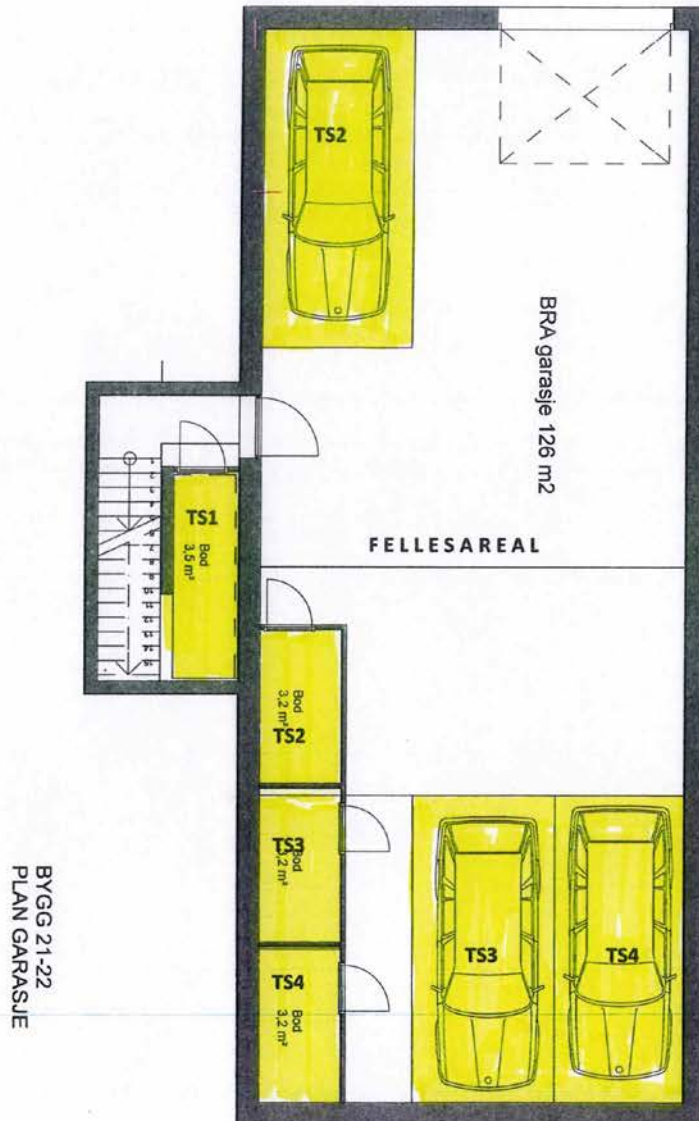 TS2
BRA garasje 126 m2
FELLESAREAL
TS1
Bod
3,5 m²
Bod
3,2 m²
TS2
TS3
Bod
3,2 m²
TS4
Bod
3,2 m²
TS3
TS4
BYGG 21-22
PLAN GARASJE